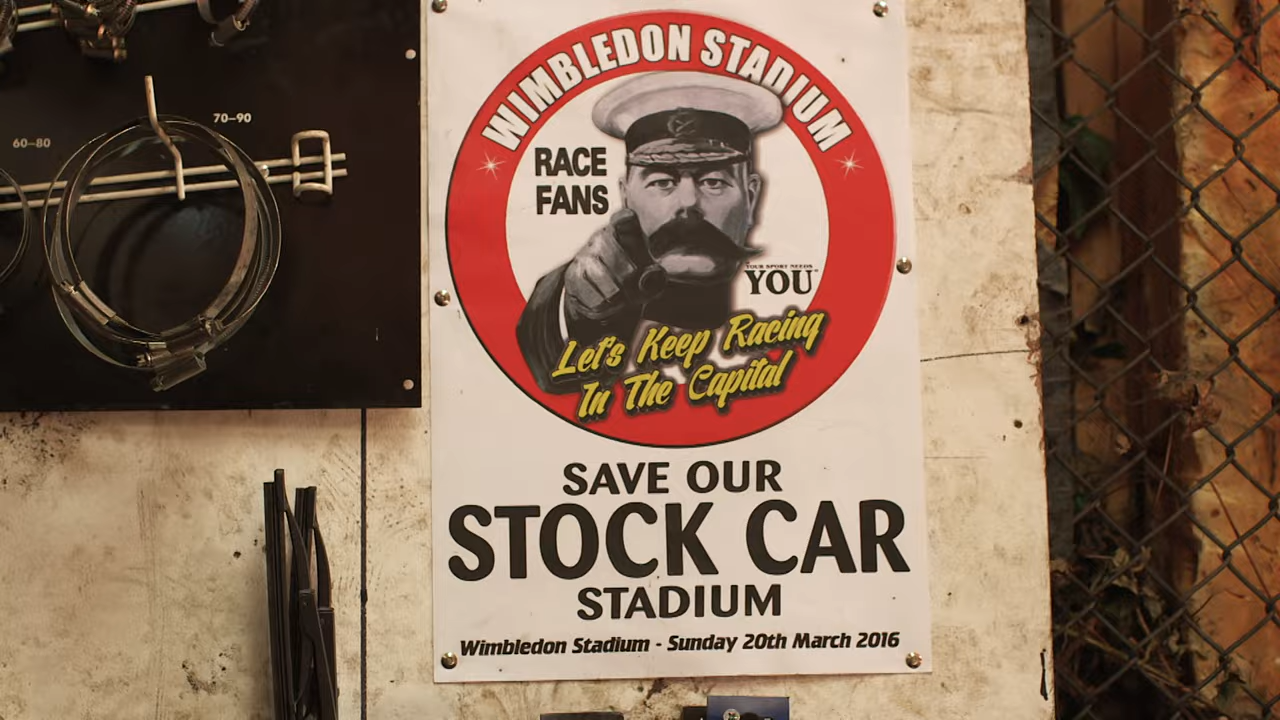 60–80
70–90
WIMBLEDON STADIUM
RACE
FANS
YOUR SPORT NEEDS
YOU
Let's Keep Racing
In The Capital
SAVE OUR
STOCK CAR
STADIUM
Wimbledon Stadium - Sunday 20th March 2016